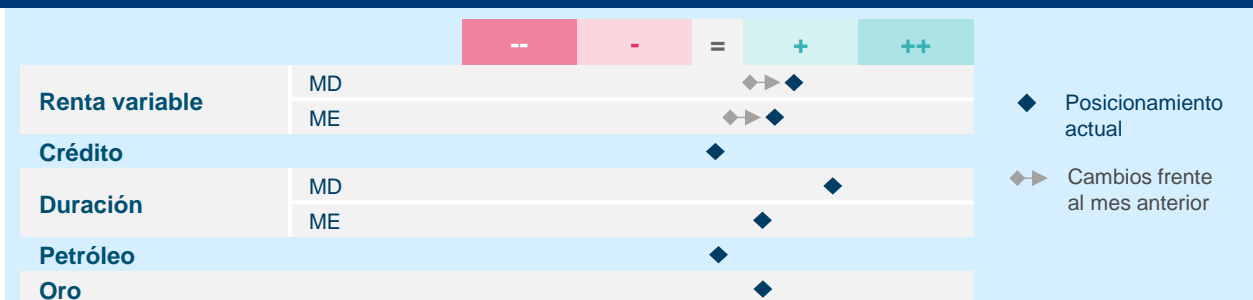 -- - = + ++
Renta variable
MD
ME
Crédito
Duración
MD
ME
Petróleo
Oro
Posicionamiento
actual
Cambios frente
al mes anterior